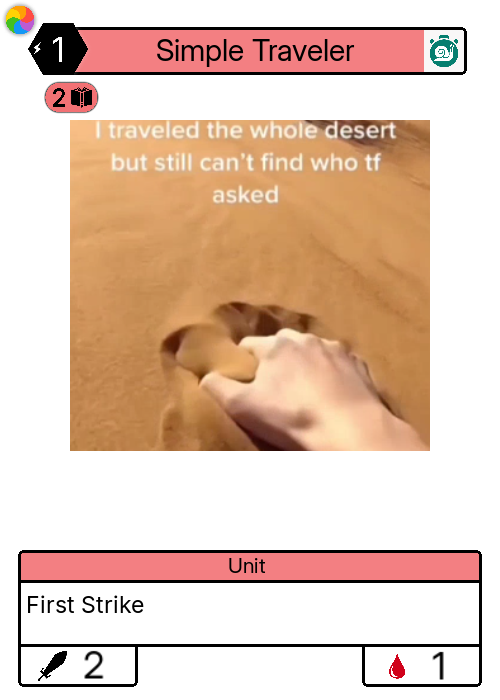 1
Simple Traveler
2
I traveled the whole desert
but still can't find who tf
asked
Unit
First Strike
2
1